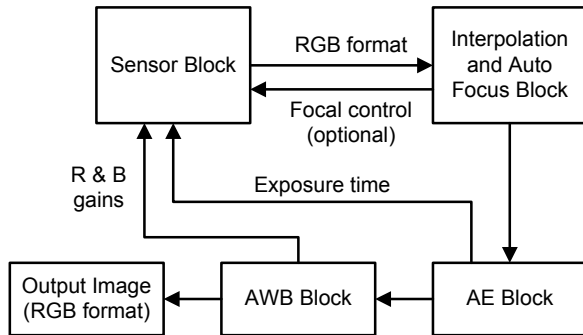 Sensor Block
RGB format
Interpolation
and Auto
Focus Block
Focal control
(optional)
R & B
gains
Exposure time
Output Image
(RGB format)
AWB Block
AE Block